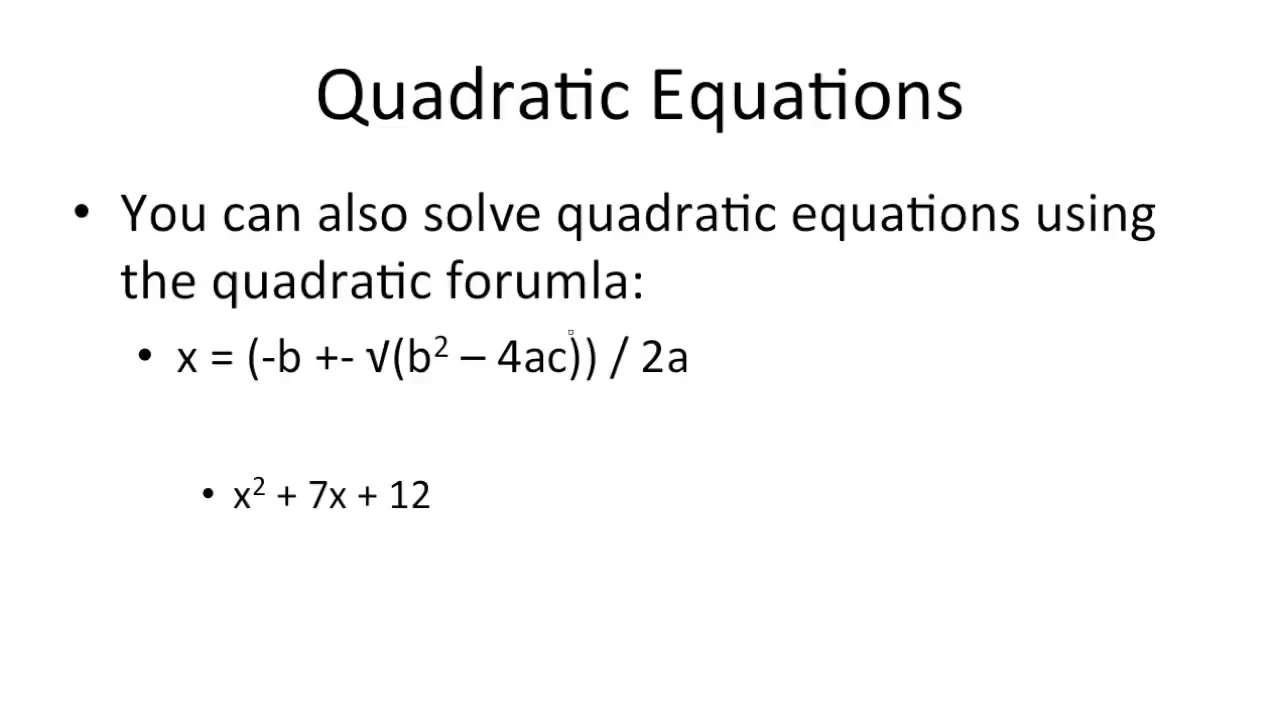 Quadratic Equations
• You can also solve quadratic equations using
the quadratic forumla:
• x = (-b +- √(b² – 4ac)) / 2a
• x² + 7x + 12